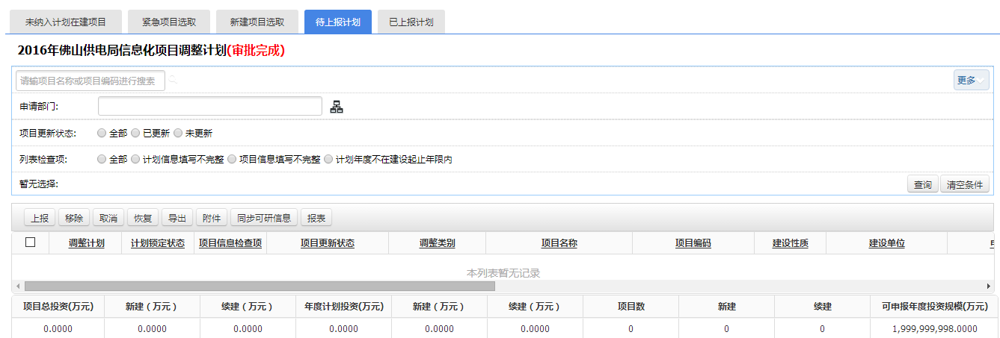 未纳入计划在建项目 紧急项目选取 新建项目选取 待上报计划 已上报计划
2016年佛山供电局信息化项目调整计划(审批完成)
请输项目名称或项目编码进行搜索 更多
申请部门:
项目更新状态: 全部 已更新 未更新
列表检查项: 全部 计划信息填写不完整 项目信息填写不完整 计划年度不在建设起止年限内
暂无选择: 查询 清空条件
上报 移除 取消 恢复 导出 附件 同步可研信息 报表
调整计划 计划锁定状态 项目信息检查项 项目更新状态 调整类别 项目名称 项目编码 建设性质 建设单位
本列表暂无记录
项目总投资(万元) 新建（万元） 续建（万元） 年度计划投资(万元) 新建（万元） 续建（万元） 项目数 新建 续建 可申报年度投资规模(万元)
0.0000 0.0000 0.0000 0.0000 0.0000 0.0000 0 0 0 1,999,999,998.0000